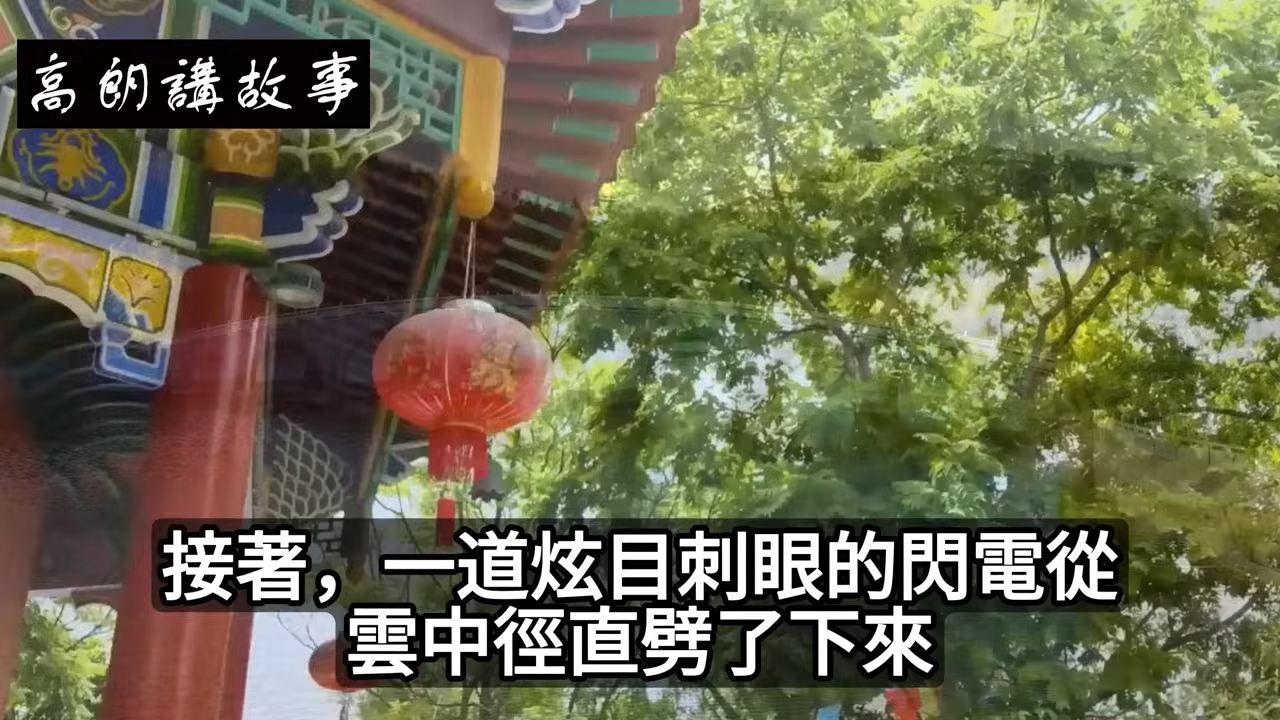 高朗講故事
接著，一道炫目刺眼的閃電從
雲中徑直劈了下來